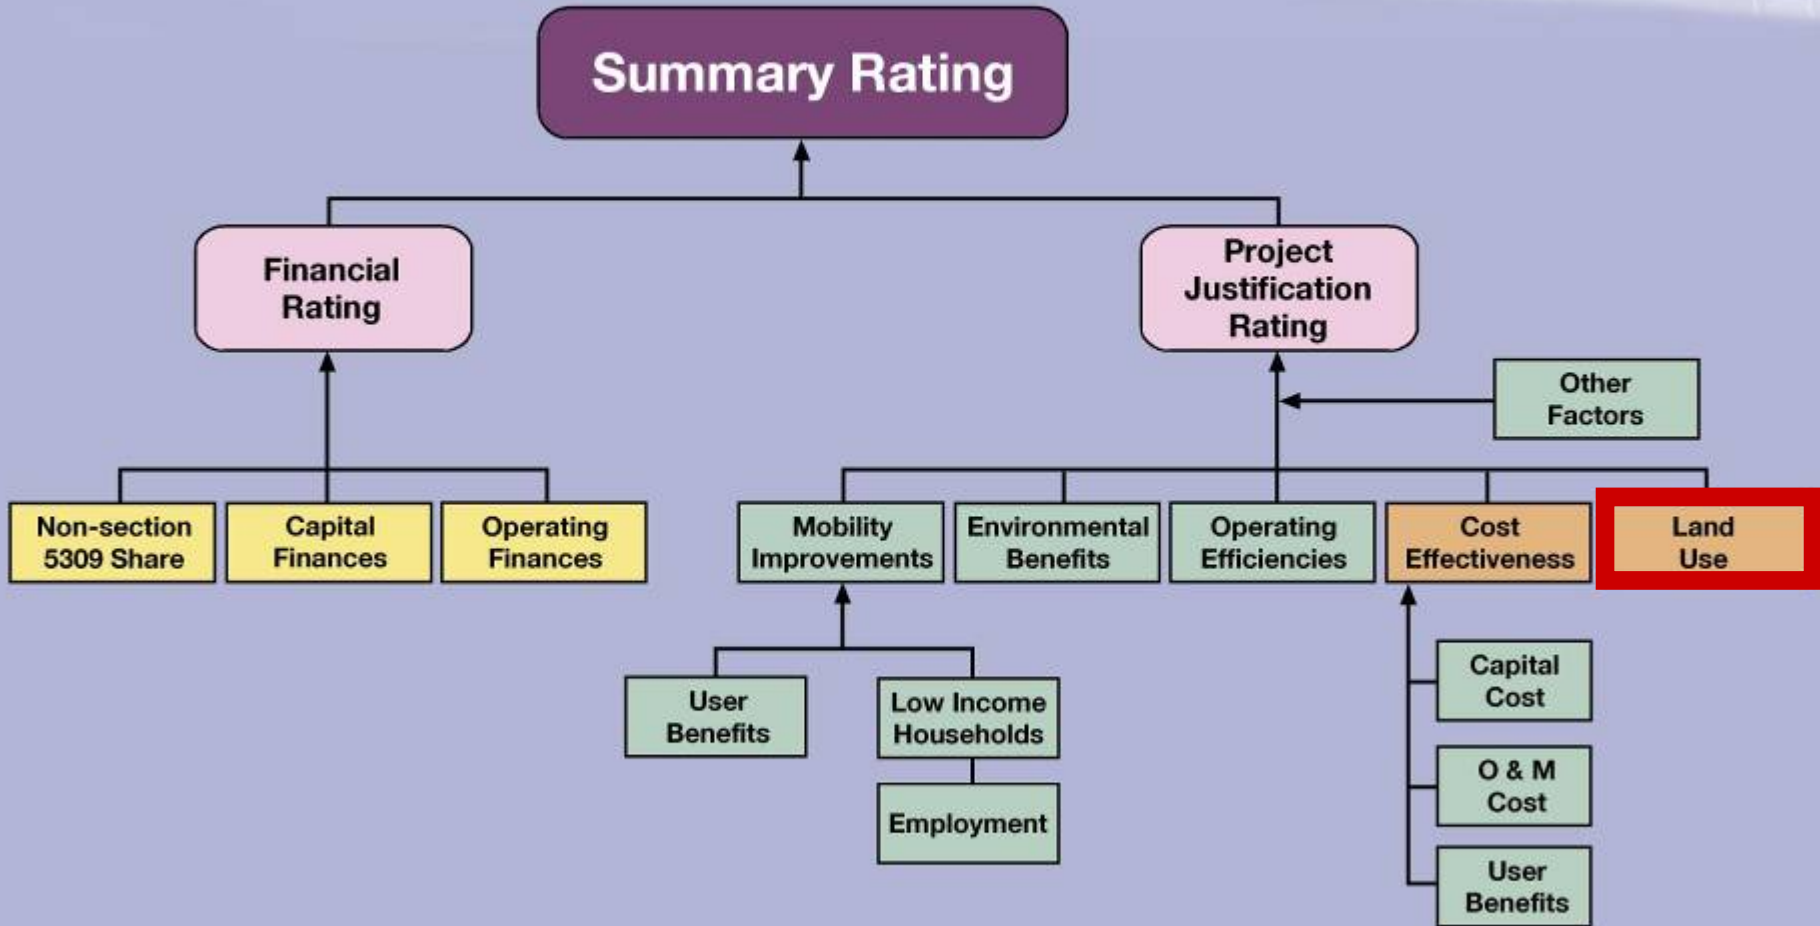 Summary Rating
Financial
Rating
Project
Justification
Rating
Other
Factors
Non-section
5309 Share
Capital
Finances
Operating
Finances
Mobility
Improvements
Environmental
Benefits
Operating
Efficiencies
Cost
Effectiveness
Land
Use
User
Benefits
Low Income
Households
Employment
Capital
Cost
O & M
Cost
User
Benefits